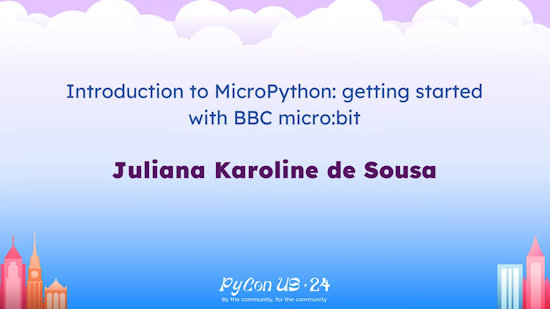 Introduction to MicroPython: getting started
with BBC micro:bit
Juliana Karoline de Sousa
PyCon US · 24
By the community, for the community